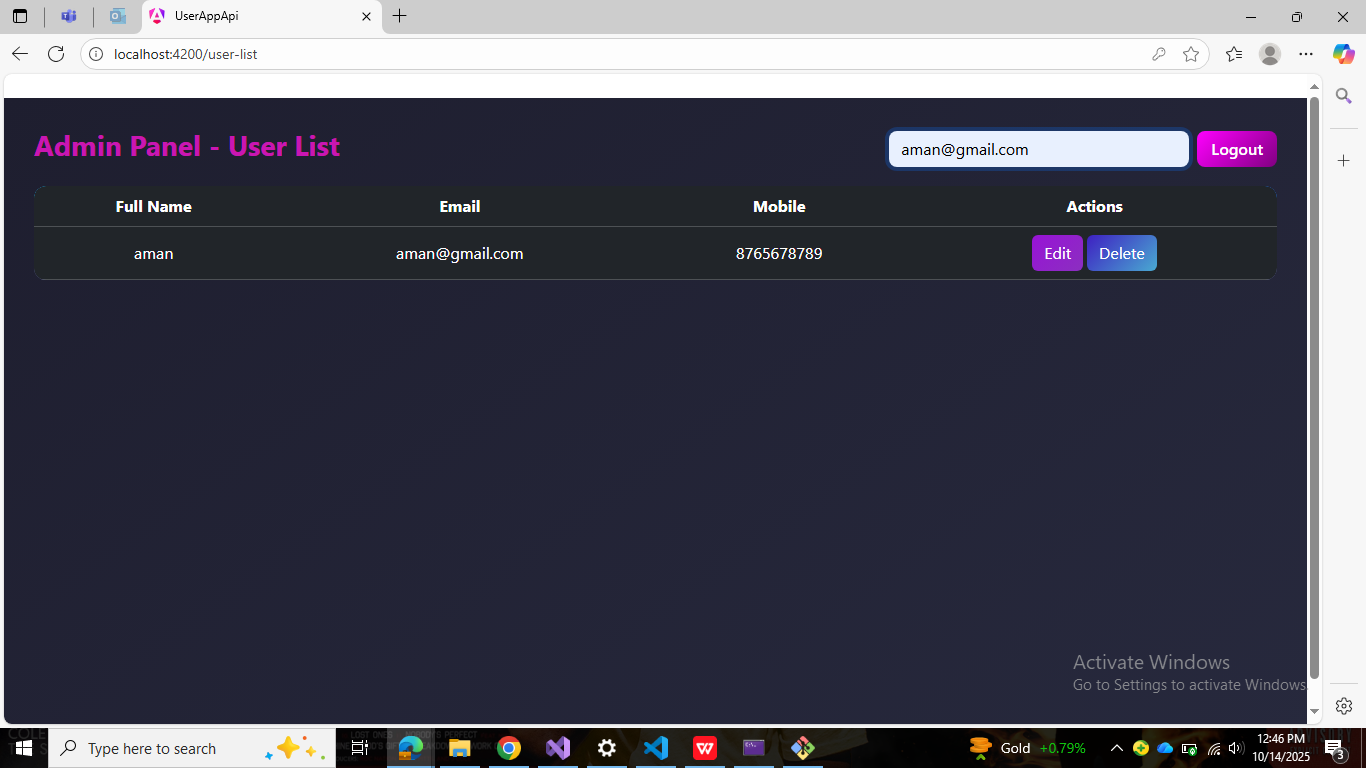 UserAppApi
localhost:4200/user-list
Admin Panel - User List
aman@gmail.com
Logout
Full Name Email Mobile Actions
aman aman@gmail.com 8765678789 Edit Delete
Activate Windows
Go to Settings to activate Windows.
Type here to search
Gold +0.79%
12:46 PM
10/14/2025
3